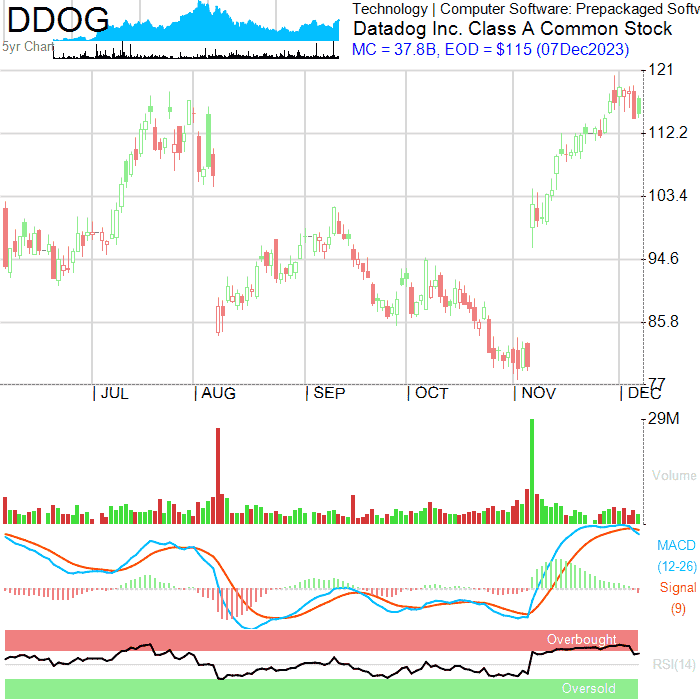 DDOG
Technology | Computer Software: Prepackaged Softw
Datadog Inc. Class A Common Stock
5yr Chart
MC = 37.8B, EOD = $115 (07Dec2023)
121
112.2
103.4
94.6
85.8
77
| JUL | AUG | SEP | OCT | NOV | DEC
29M
Volume
MACD
(12-26)
Signal
(9)
Overbought
RSI(14)
Oversold